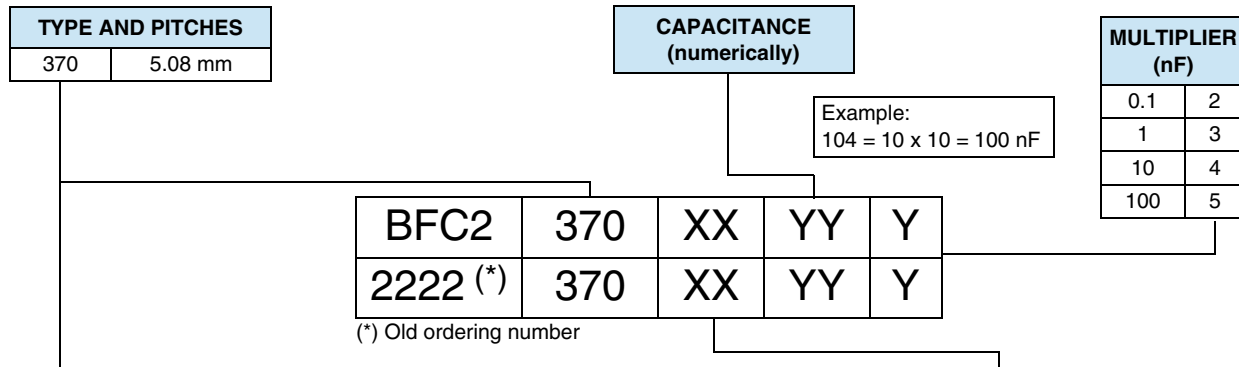 TYPE AND PITCHES
370 5.08 mm
CAPACITANCE
(numerically)
MULTIPLIER
(nF)
0.1 2
1 3
10 4
100 5
Example:
104 = 10 x 10 = 100 nF
BFC2 370 XX YY Y
2222 (*) 370 XX YY Y
(*) Old ordering number